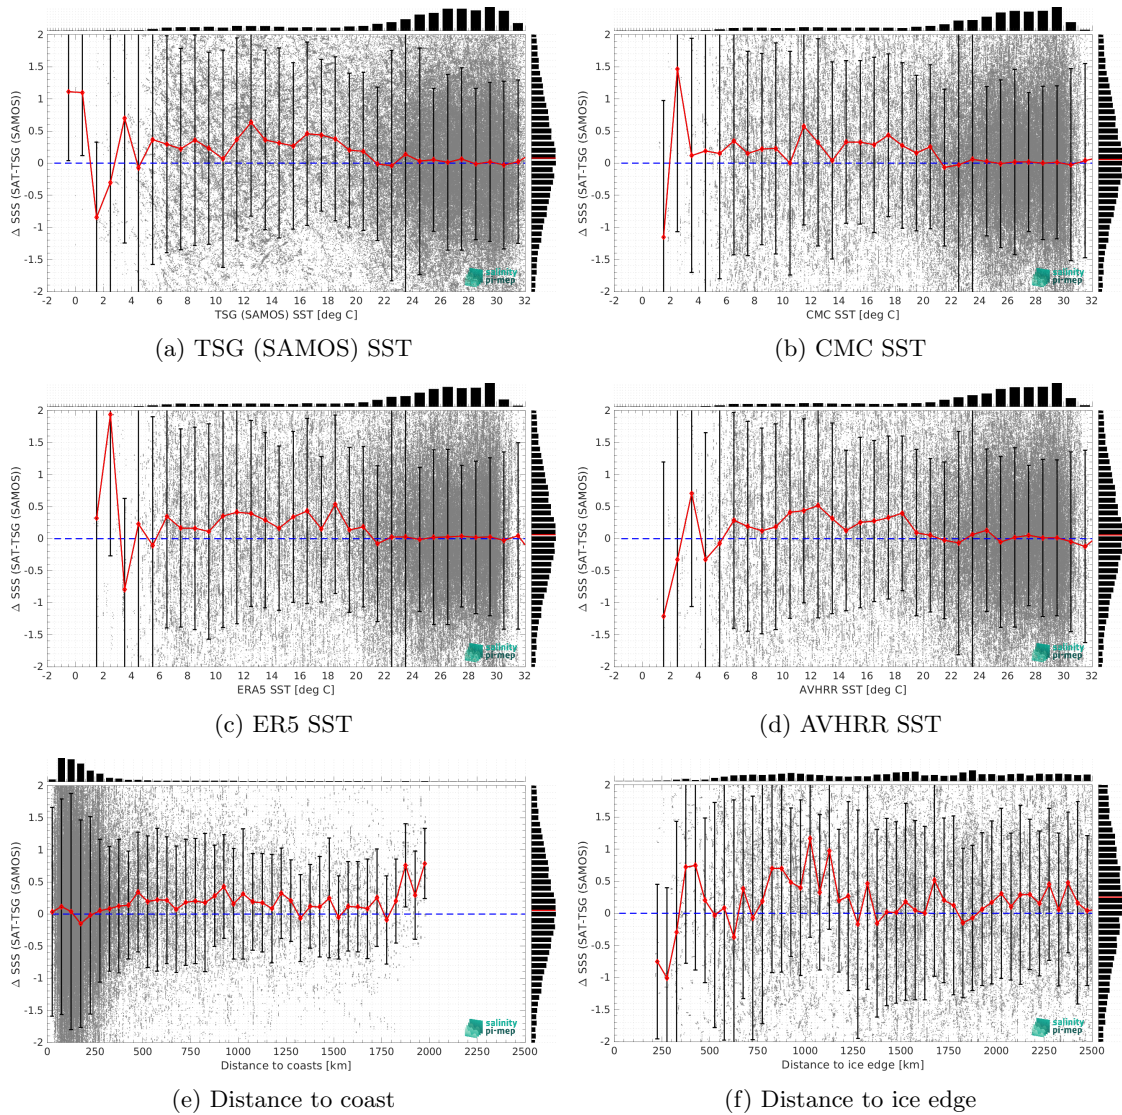 2
1.5
1
0.5
0
-0.5
-1
-1.5
-2
Δ SSS (SAT-TSG (SAMOS))
-2 0 2 4 6 8 10 12 14 16 18 20 22 24 26 28 30 32
TSG (SAMOS) SST [deg C]
salinity
pi-mep
(a) TSG (SAMOS) SST
2
1.5
1
0.5
0
-0.5
-1
-1.5
-2
Δ SSS (SAT-TSG (SAMOS))
-2 0 2 4 6 8 10 12 14 16 18 20 22 24 26 28 30 32
CMC SST [deg C]
salinity
pi-mep
(b) CMC SST
2
1.5
1
0.5
0
-0.5
-1
-1.5
-2
Δ SSS (SAT-TSG (SAMOS))
-2 0 2 4 6 8 10 12 14 16 18 20 22 24 26 28 30 32
ERA5 SST [deg C]
salinity
pi-mep
(c) ER5 SST
2
1.5
1
0.5
0
-0.5
-1
-1.5
-2
Δ SSS (SAT-TSG (SAMOS))
-2 0 2 4 6 8 10 12 14 16 18 20 22 24 26 28 30 32
AVHRR SST [deg C]
salinity
pi-mep
(d) AVHRR SST
2
1.5
1
0.5
0
-0.5
-1
-1.5
-2
Δ SSS (SAT-TSG (SAMOS))
0 250 500 750 1000 1250 1500 1750 2000 2250 2500
Distance to coasts [km]
salinity
pi-mep
(e) Distance to coast
2
1.5
1
0.5
0
-0.5
-1
-1.5
-2
Δ SSS (SAT-TSG (SAMOS))
0 250 500 750 1000 1250 1500 1750 2000 2250 2500
Distance to ice edge [km]
salinity
pi-mep
(f) Distance to ice edge